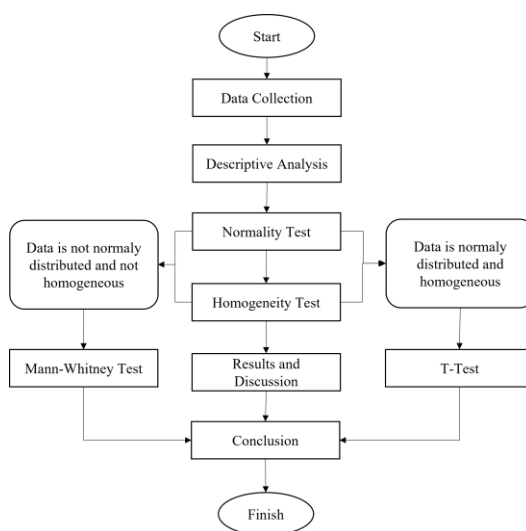 Start
Data Collection
Descriptive Analysis
Normality Test
Data is not normaly
distributed and not
homogeneous
Data is normaly
distributed and
homogeneous
Homogeneity Test
Mann-Whitney Test
Results and
Discussion
T-Test
Conclusion
Finish